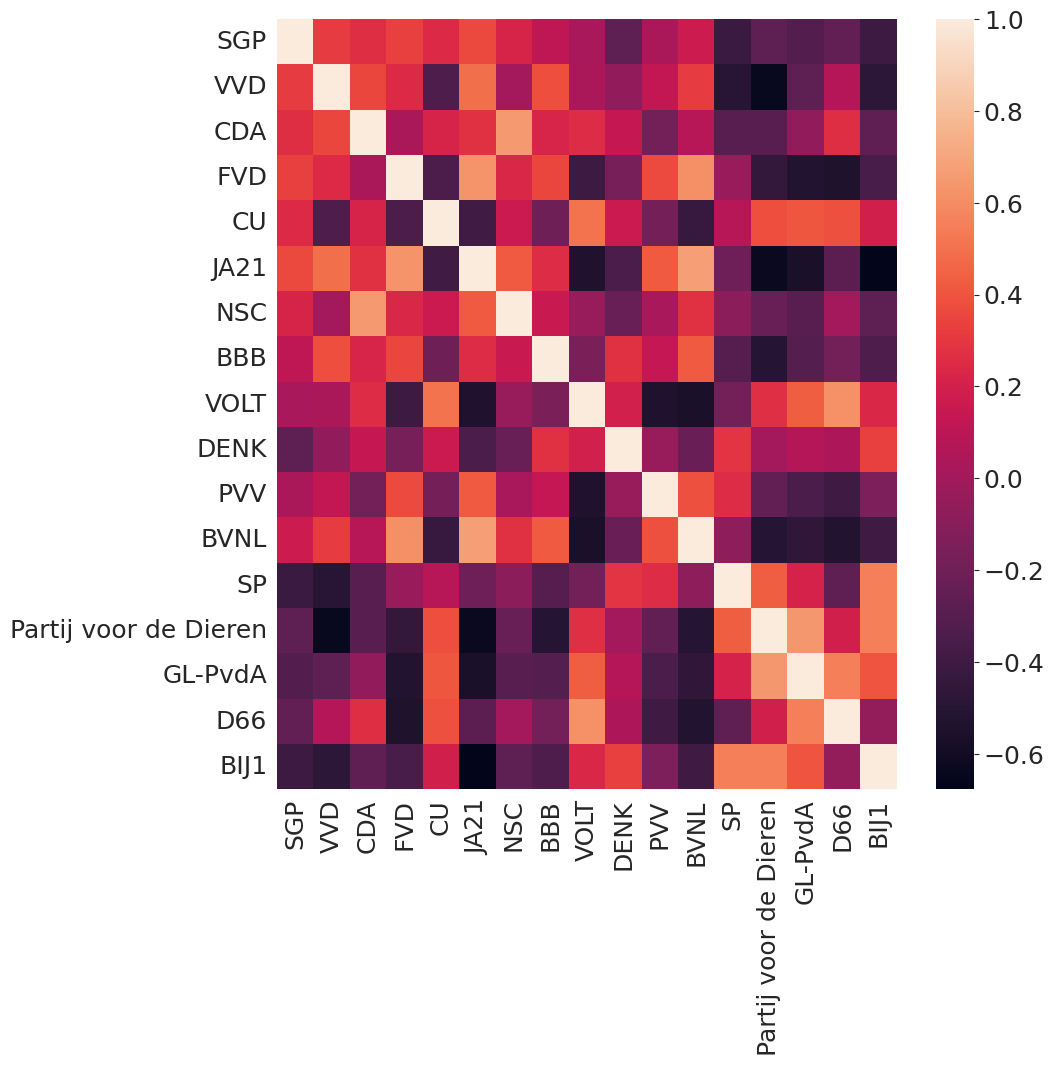 SGP
VVD
CDA
FVD
CU
JA21
NSC
BBB
VOLT
DENK
PVV
BVNL
SP
Partij voor de Dieren
GL-PvdA
D66
BIJ1
SGP
VVD
CDA
FVD
CU
JA21
NSC
BBB
VOLT
DENK
PVV
BVNL
SP
Partij voor de Dieren
GL-PvdA
D66
BIJ1
1.0
0.8
0.6
0.4
0.2
0.0
−0.2
−0.4
−0.6